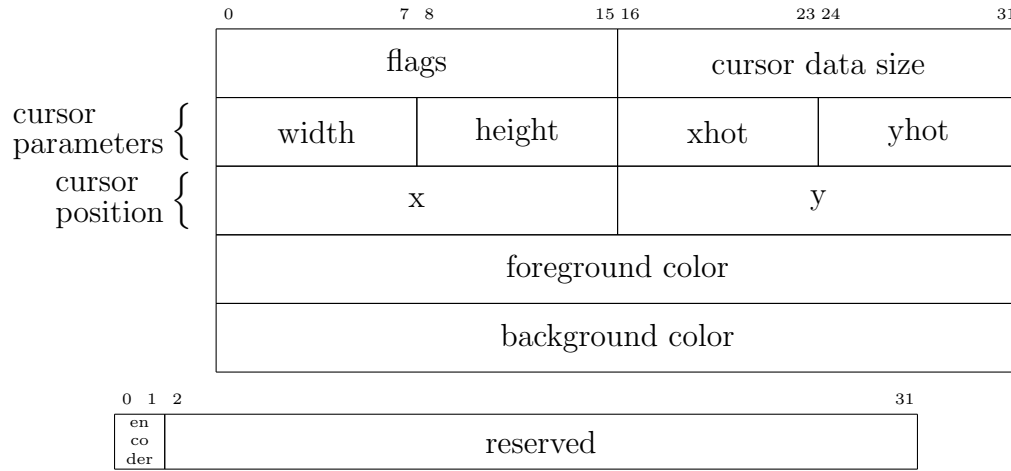 0 7 8 15 16 23 24 31
flags cursor data size
cursor
parameters
width height xhot yhot
cursor
position
x y
foreground color
background color
0 1 2 31
en
co
der
reserved